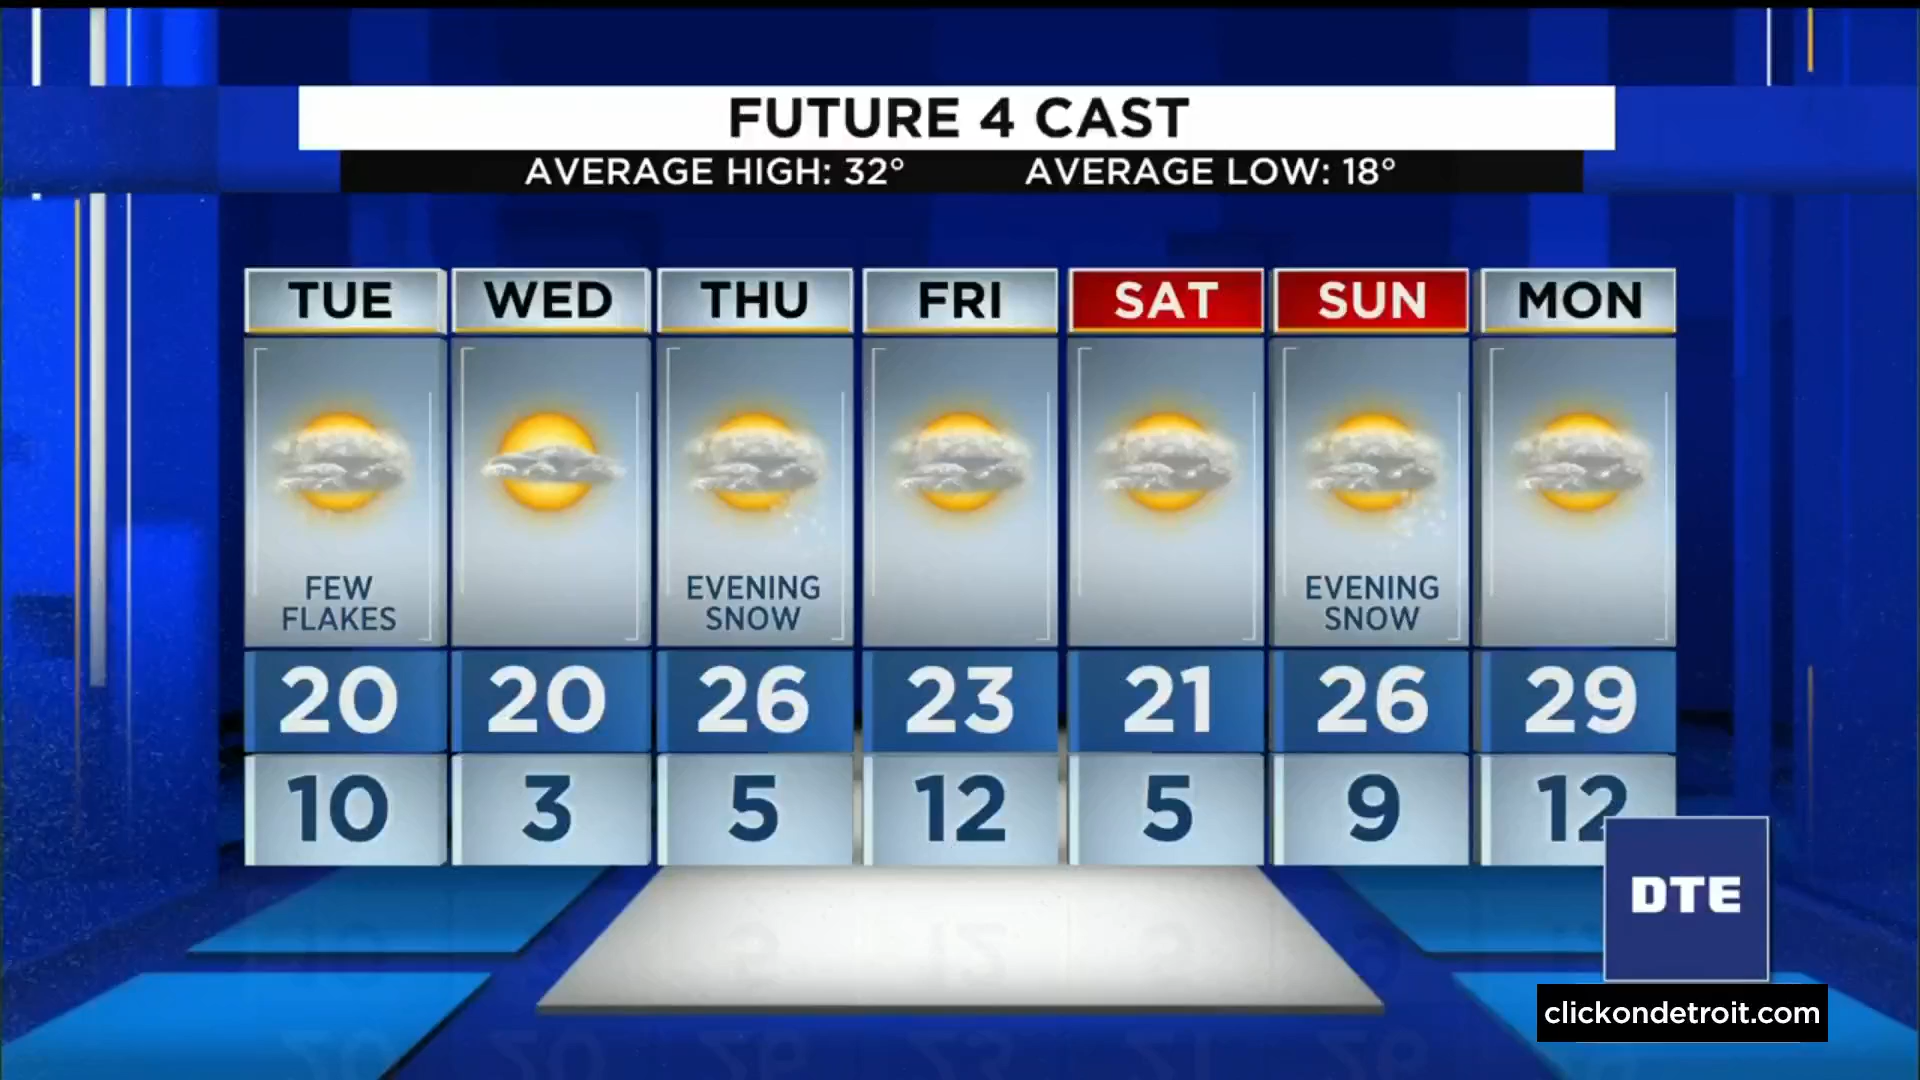 FUTURE 4 CAST
AVERAGE HIGH: 32° AVERAGE LOW: 18°
TUE WED THU FRI SAT SUN MON
FEW FLAKES EVENING SNOW EVENING SNOW
20 20 26 23 21 26 29
10 3 5 12 5 9 12
DTE
clickondetroit.com